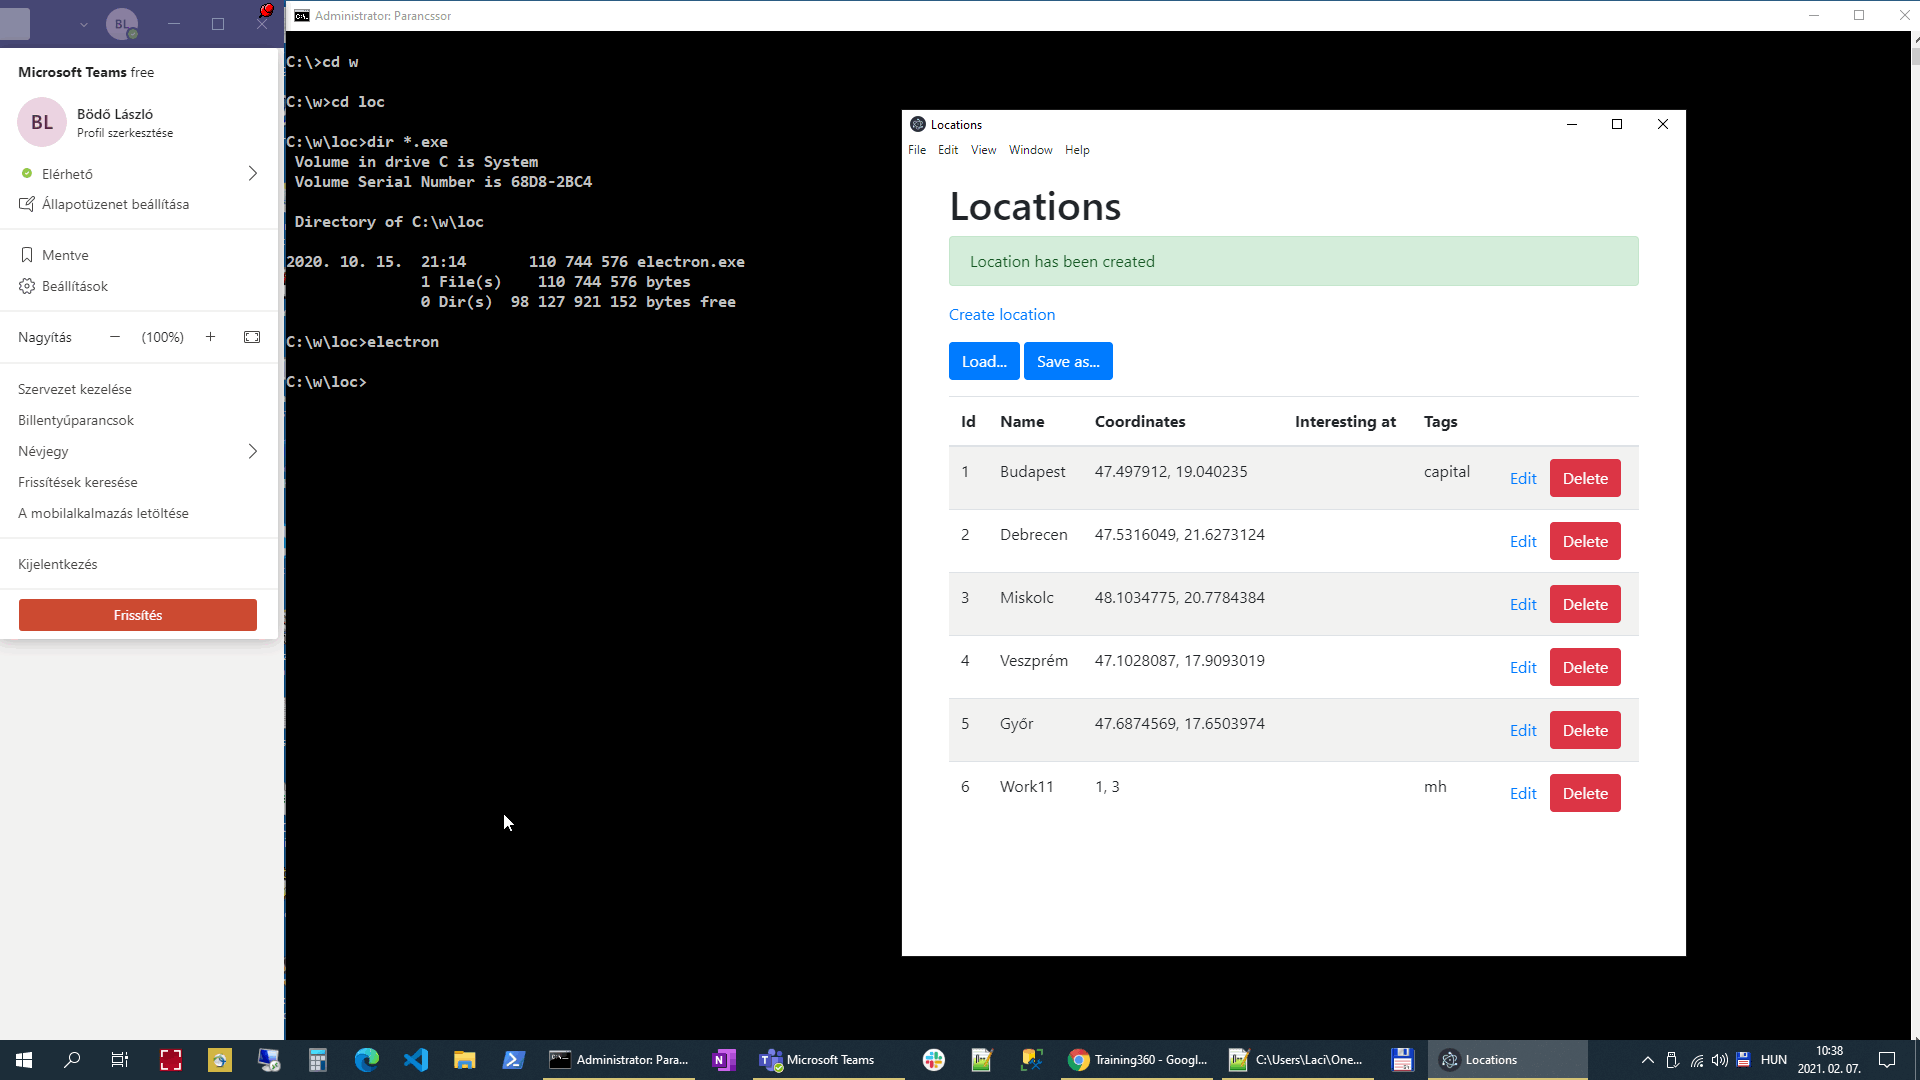 BL
Microsoft Teams free
BL
Bödő László
Profil szerkesztése
Elérhető
Állapotüzenet beállítása
Mentve
Beállítások
Nagyítás — (100%) +
Szervezet kezelése
Billentyűparancsok
Névjegy
Frissítések keresése
A mobilalkalmazás letöltése
Kijelentkezés
Frissítés
Administrator: Parancssor
C:\>cd w
C:\w>cd loc
C:\w\loc>dir *.exe
Volume in drive C is System
Volume Serial Number is 68D8-2BC4
Directory of C:\w\loc
2020. 10. 15.  21:14       110 744 576 electron.exe
1 File(s)    110 744 576 bytes
0 Dir(s)  98 127 921 152 bytes free
C:\w\loc>electron
C:\w\loc>
Locations
File Edit View Window Help
Locations
Location has been created
Create location
Load... Save as...
Id Name Coordinates Interesting at Tags
1 Budapest 47.497912, 19.040235 capital Edit Delete
2 Debrecen 47.5316049, 21.6273124 Edit Delete
3 Miskolc 48.1034775, 20.7784384 Edit Delete
4 Veszprém 47.1028087, 17.9093019 Edit Delete
5 Győr 47.6874569, 17.6503974 Edit Delete
6 Work11 1, 3 mh Edit Delete
Administrator: Para... Microsoft Teams Training360 - Googl... C:\Users\Laci\One... Locations HUN 10:38
2021. 02. 07.